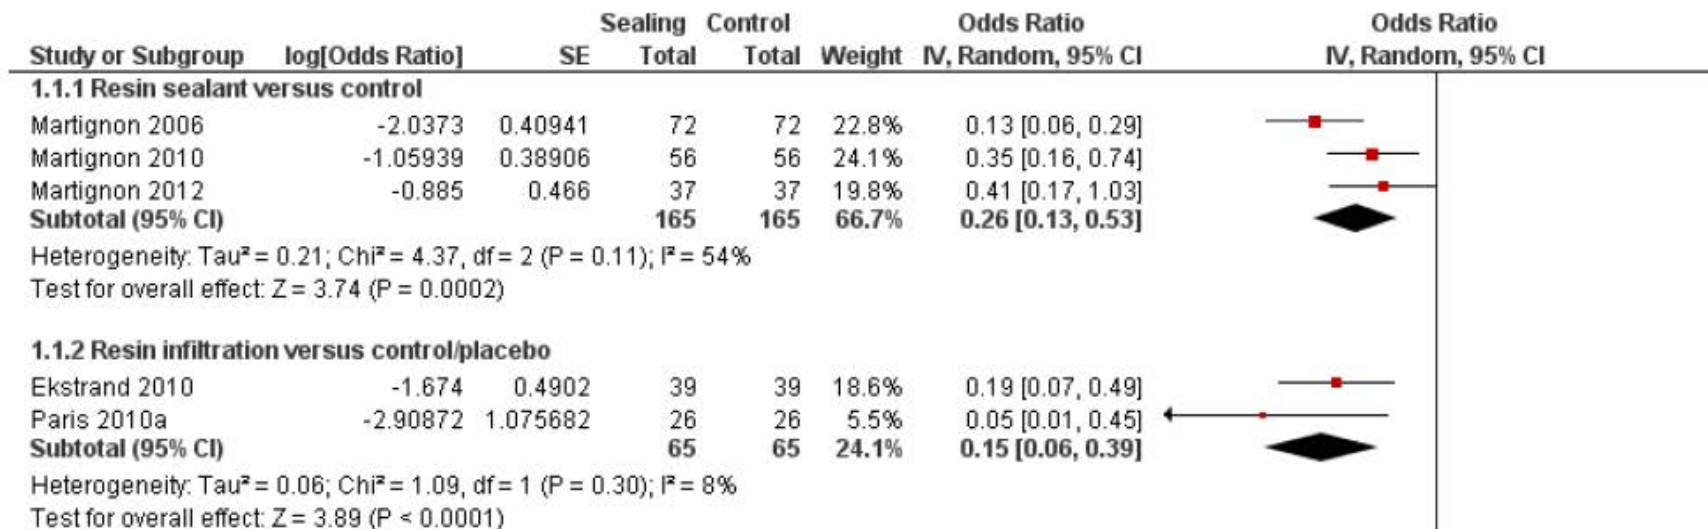 Sealing Control Odds Ratio Odds Ratio
Study or Subgroup log[Odds Ratio] SE Total Total Weight IV, Random, 95% CI IV, Random, 95% CI
1.1.1 Resin sealant versus control
Martignon 2006 -2.0373 0.40941 72 72 22.8% 0.13 [0.06, 0.29]
Martignon 2010 -1.05939 0.38906 56 56 24.1% 0.35 [0.16, 0.74]
Martignon 2012 -0.885 0.466 37 37 19.8% 0.41 [0.17, 1.03]
Subtotal (95% CI) 165 165 66.7% 0.26 [0.13, 0.53]
Heterogeneity: Tau² = 0.21; Chi² = 4.37, df = 2 (P = 0.11); I² = 54%
Test for overall effect: Z = 3.74 (P = 0.0002)
1.1.2 Resin infiltration versus control/placebo
Ekstrand 2010 -1.674 0.4902 39 39 18.6% 0.19 [0.07, 0.49]
Paris 2010a -2.90872 1.075682 26 26 5.5% 0.05 [0.01, 0.45]
Subtotal (95% CI) 65 65 24.1% 0.15 [0.06, 0.39]
Heterogeneity: Tau² = 0.06; Chi² = 1.09, df = 1 (P = 0.30); I² = 8%
Test for overall effect: Z = 3.89 (P < 0.0001)